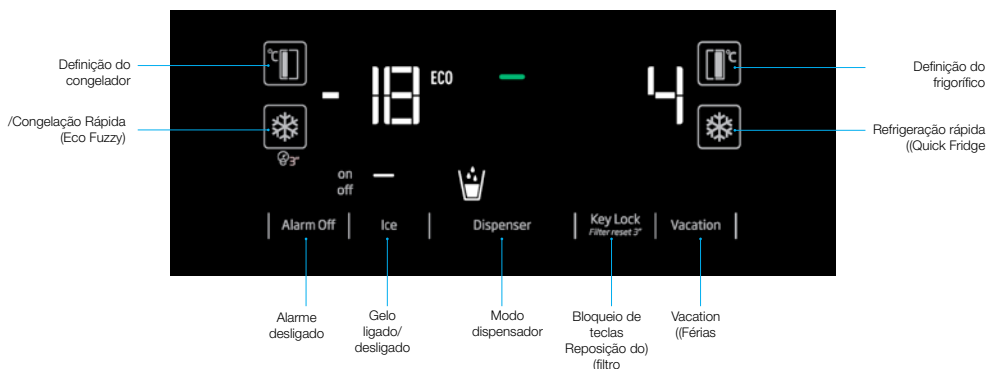 Definição do
congelador
/Congelação Rápida
(Eco Fuzzy)
°C
- 18 ECO
4
°C
3"
on
off
Alarm Off
Ice
Dispenser
Key Lock
Filter reset 3"
Vacation
Definição do
frigorífico
Refrigeração rápida
((Quick Fridge
Alarme
desligado
Gelo
ligado/
desligado
Modo
dispensador
Bloqueio de
teclas
Reposição do)
(filtro
Vacation
((Férias